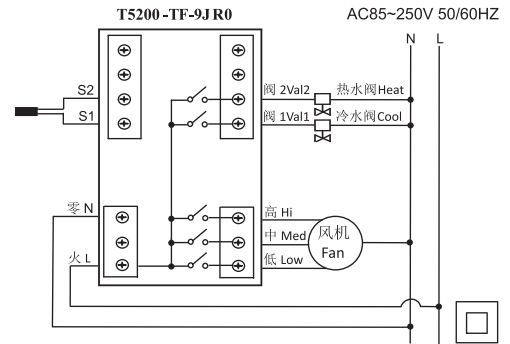 T5200-TF-9JR0
AC85~250V 50/60HZ
N L
S2
S1
阀 2Val2 热水阀Heat
阀 1Val1 冷水阀Cool
零 N
火 L
高 Hi
中 Med
低 Low
风机
Fan